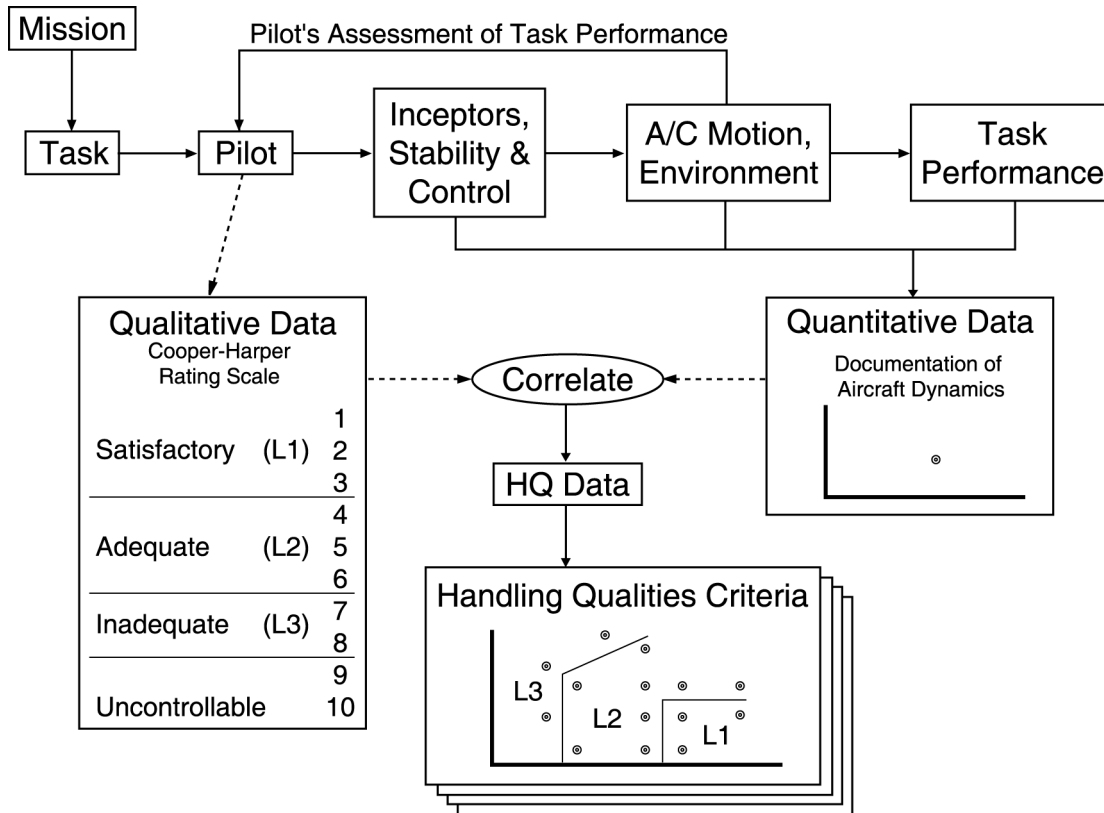 Mission
Pilot's Assessment of Task Performance
Task
Pilot
Inceptors,
Stability &
Control
A/C Motion,
Environment
Task
Performance
Qualitative Data
Cooper-Harper
Rating Scale
1
Satisfactory (L1) 2
3
4
Adequate (L2) 5
6
Inadequate (L3) 7
8
9
Uncontrollable 10
Correlate
Quantitative Data
Documentation of
Aircraft Dynamics
HQ Data
Handling Qualities Criteria
L3
L2
L1